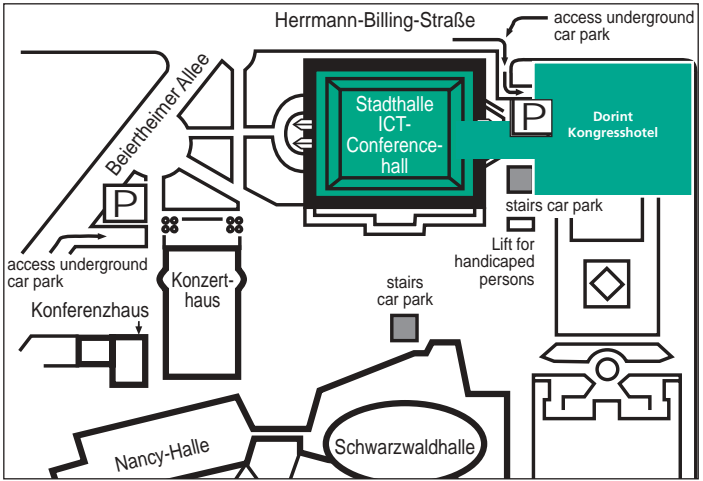 Herrmann-Billing-Straße
access underground
car park
Beiertheimer Allee
Stadthalle
ICT-
Conference-
hall
P
Dorint
Kongresshotel
P
stairs car park
access underground
car park
Lift for
handicaped
persons
Konzert-
haus
stairs
car park
Konferenzhaus
Nancy-Halle
Schwarzwaldhalle